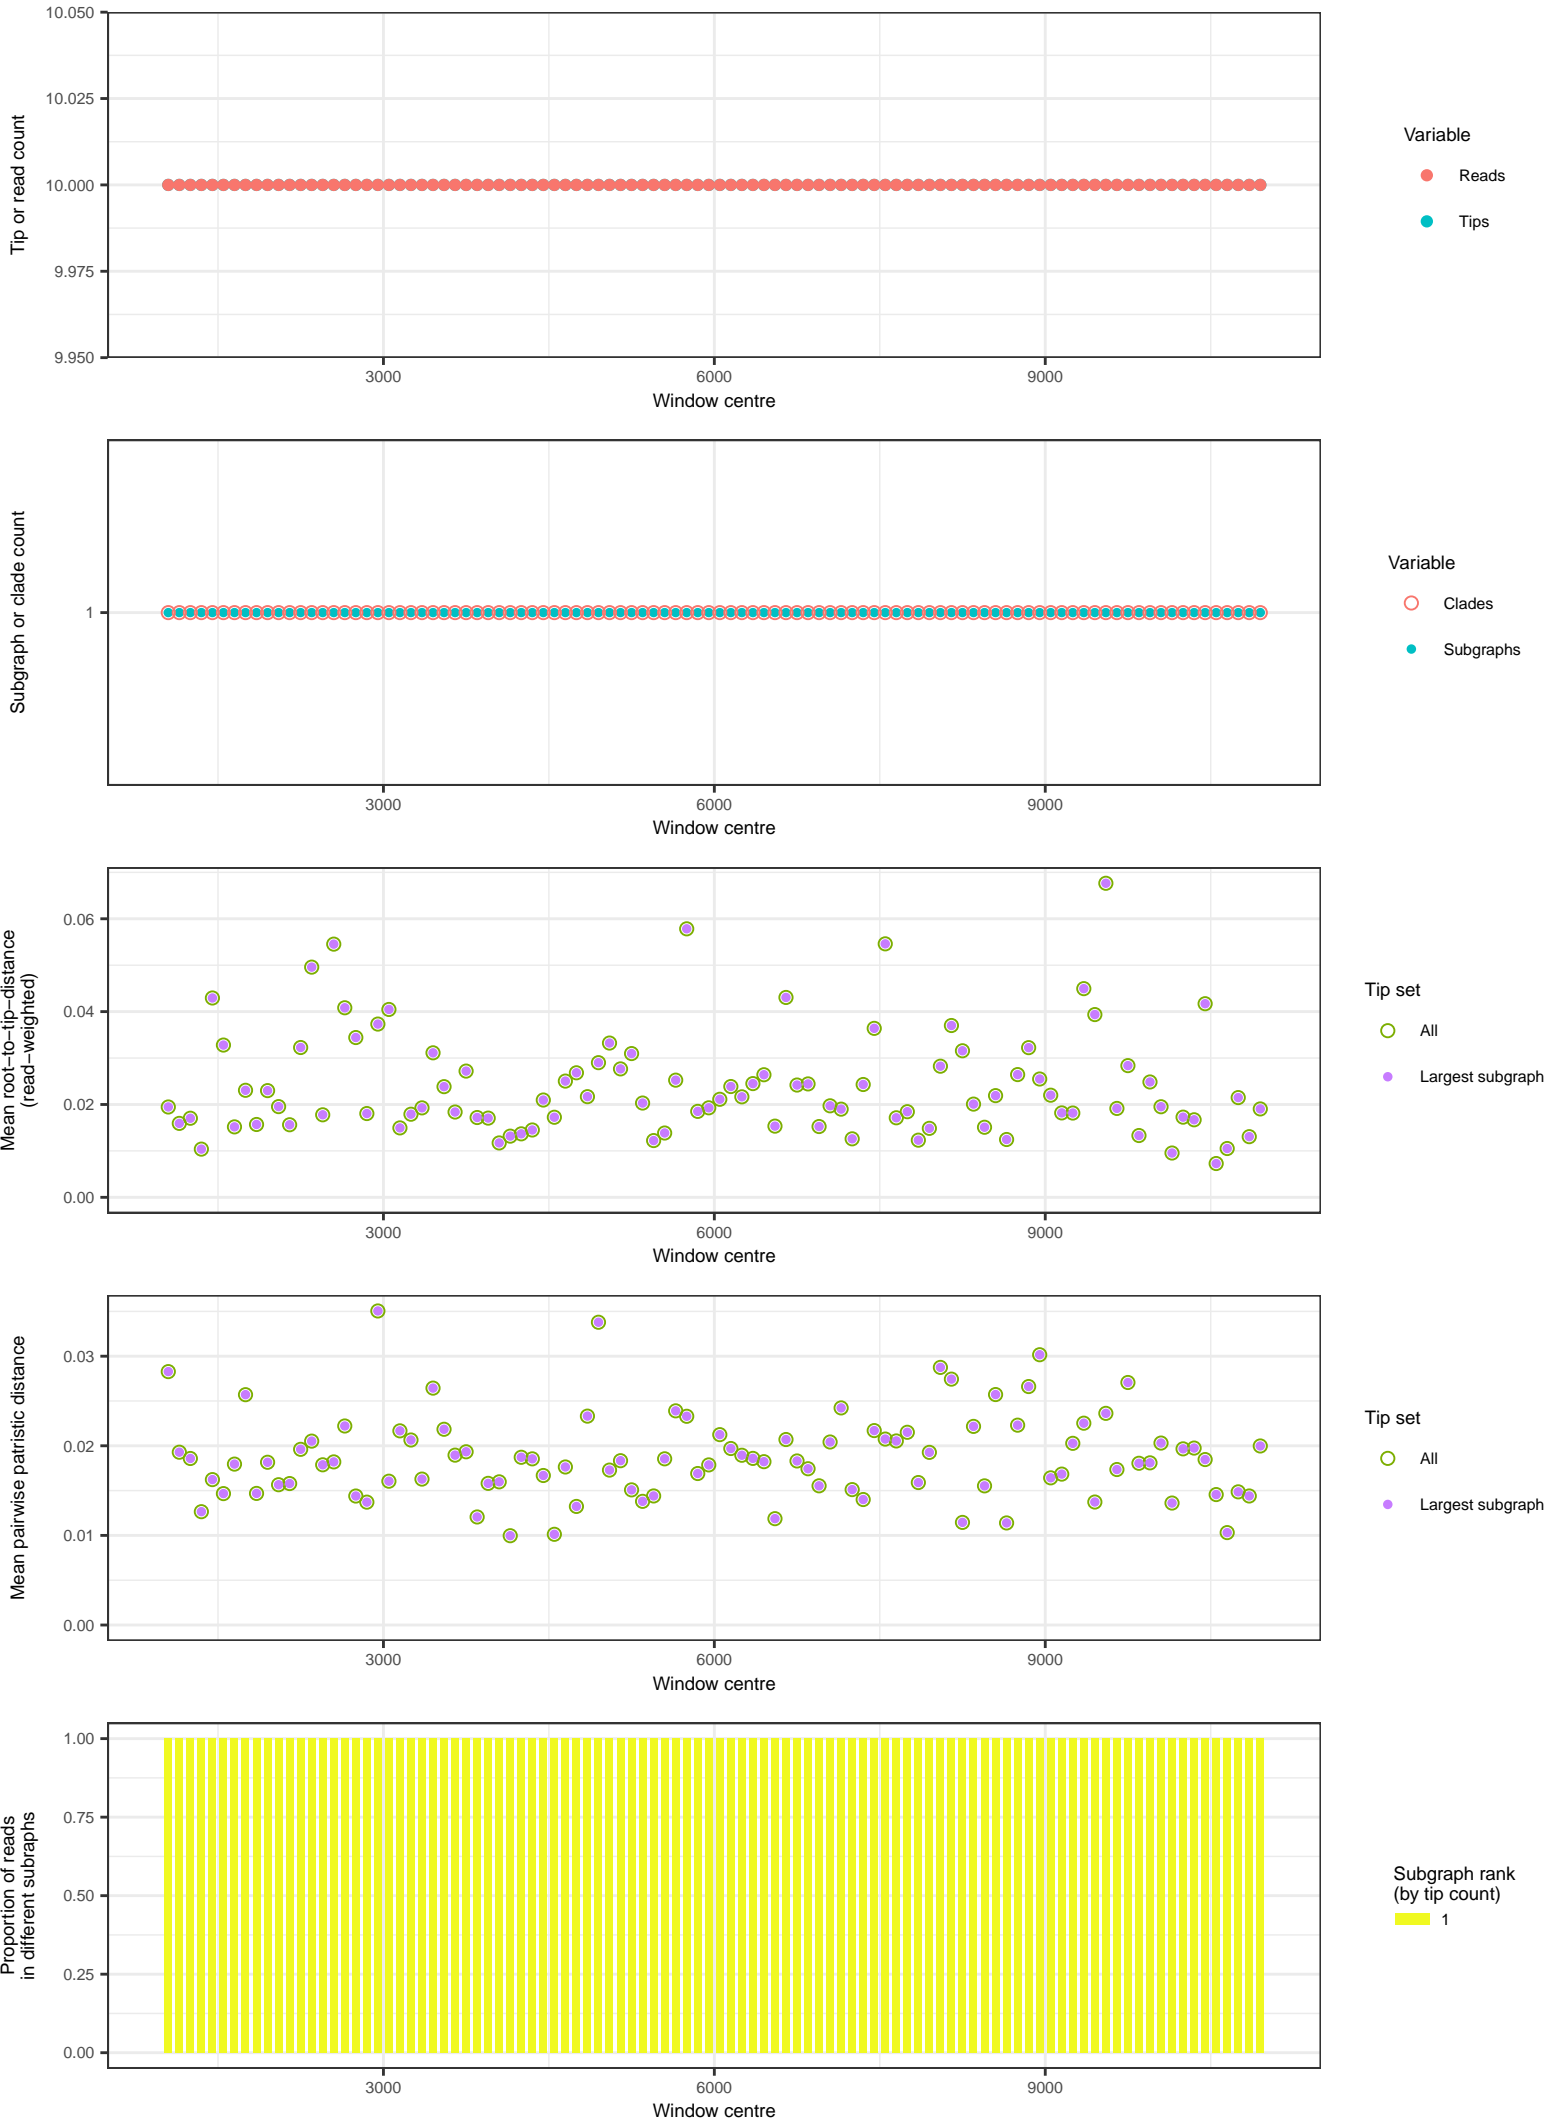 10.050
10.025
10.000
9.975
9.950
Tip or read count
3000 6000 9000
Window centre
Variable
Reads
Tips
1
Subgraph or clade count
3000 6000 9000
Window centre
Variable
Clades
Subgraphs
0.06
0.04
0.02
0.00
Mean root−to−tip−distance
(read−weighted)
3000 6000 9000
Window centre
Tip set
All
Largest subgraph
0.03
0.02
0.01
0.00
Mean pairwise patristic distance
3000 6000 9000
Window centre
Tip set
All
Largest subgraph
1.00
0.75
0.50
0.25
0.00
Proportion of reads
in different subraphs
3000 6000 9000
Window centre
Subgraph rank
(by tip count)
1